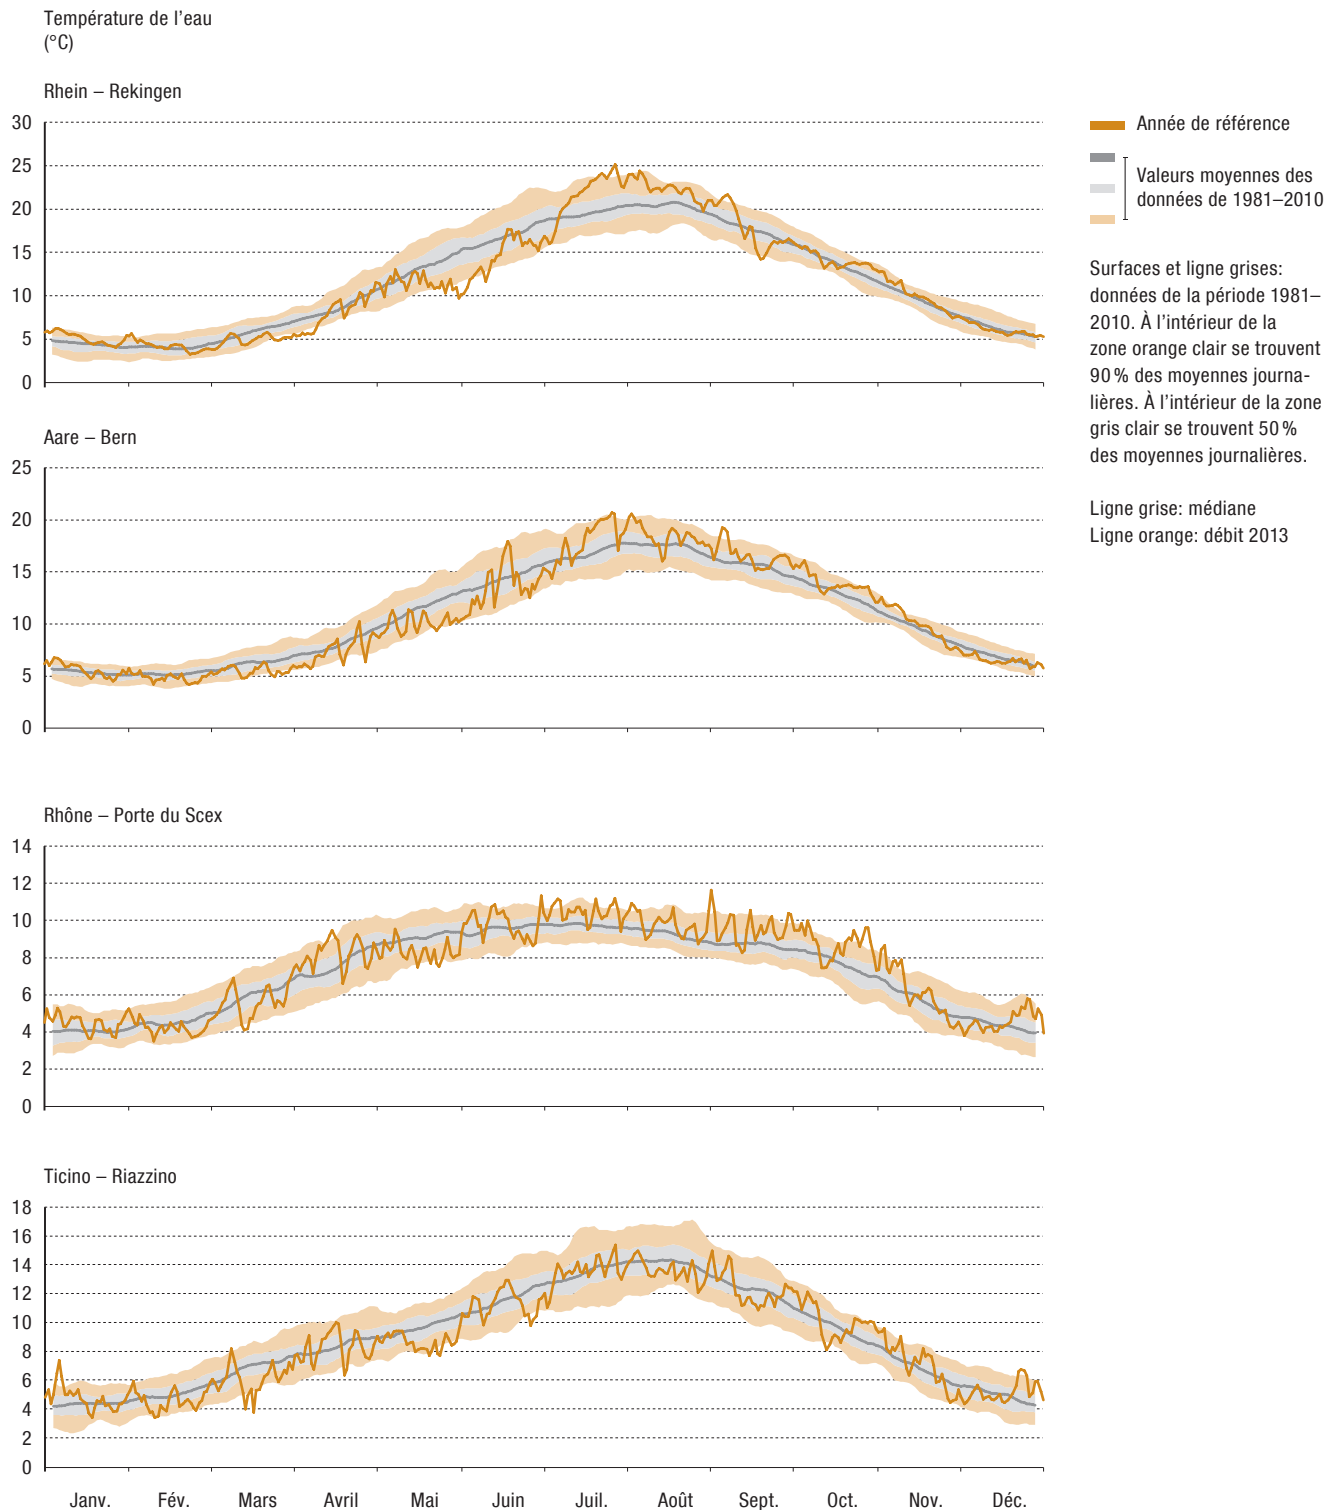 Température de l'eau
(°C)
Rhein – Rekingen
30
25
20
15
10
5
0
Aare – Bern
25
20
15
10
5
0
Rhône – Porte du Scex
14
12
10
8
6
4
2
0
Ticino – Riazzino
18
16
14
12
10
8
6
4
2
0
Janv. Fév. Mars Avril Mai Juin Juil. Août Sept. Oct. Nov. Déc.
Année de référence
Valeurs moyennes des
données de 1981–2010
Surfaces et ligne grises:
données de la période 1981–
2010. À l'intérieur de la
zone orange clair se trouvent
90 % des moyennes journa-
lières. À l'intérieur de la zone
gris clair se trouvent 50 %
des moyennes journalières.
Ligne grise: médiane
Ligne orange: débit 2013